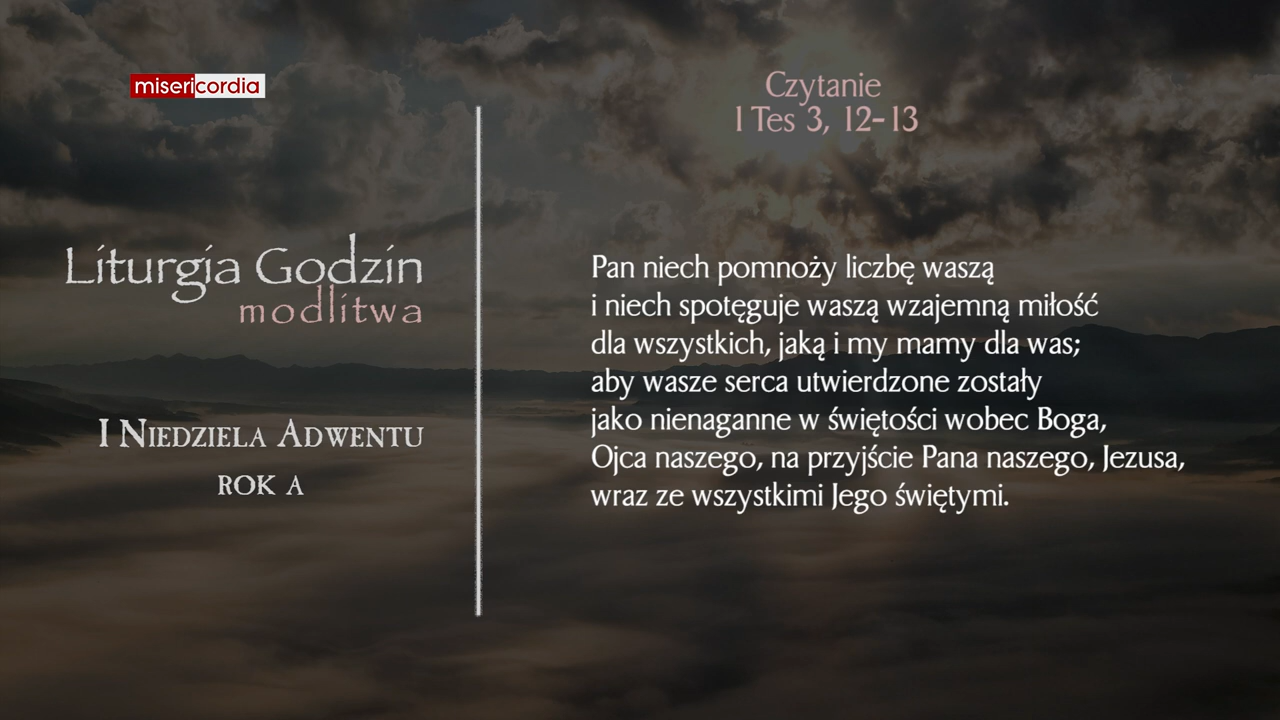 misericordia
Liturgia Godzin
modlitwa
I Niedziela Adwentu
rok A
Czytanie
1 Tes 3, 12-13
Pan niech pomnoży liczbę waszą
i niech spotęguje waszą wzajemną miłość
dla wszystkich, jaką i my mamy dla was;
aby wasze serca utwierdzone zostały
jako nienaganne w świętości wobec Boga,
Ojca naszego, na przyjście Pana naszego, Jezusa,
wraz ze wszystkimi Jego świętymi.